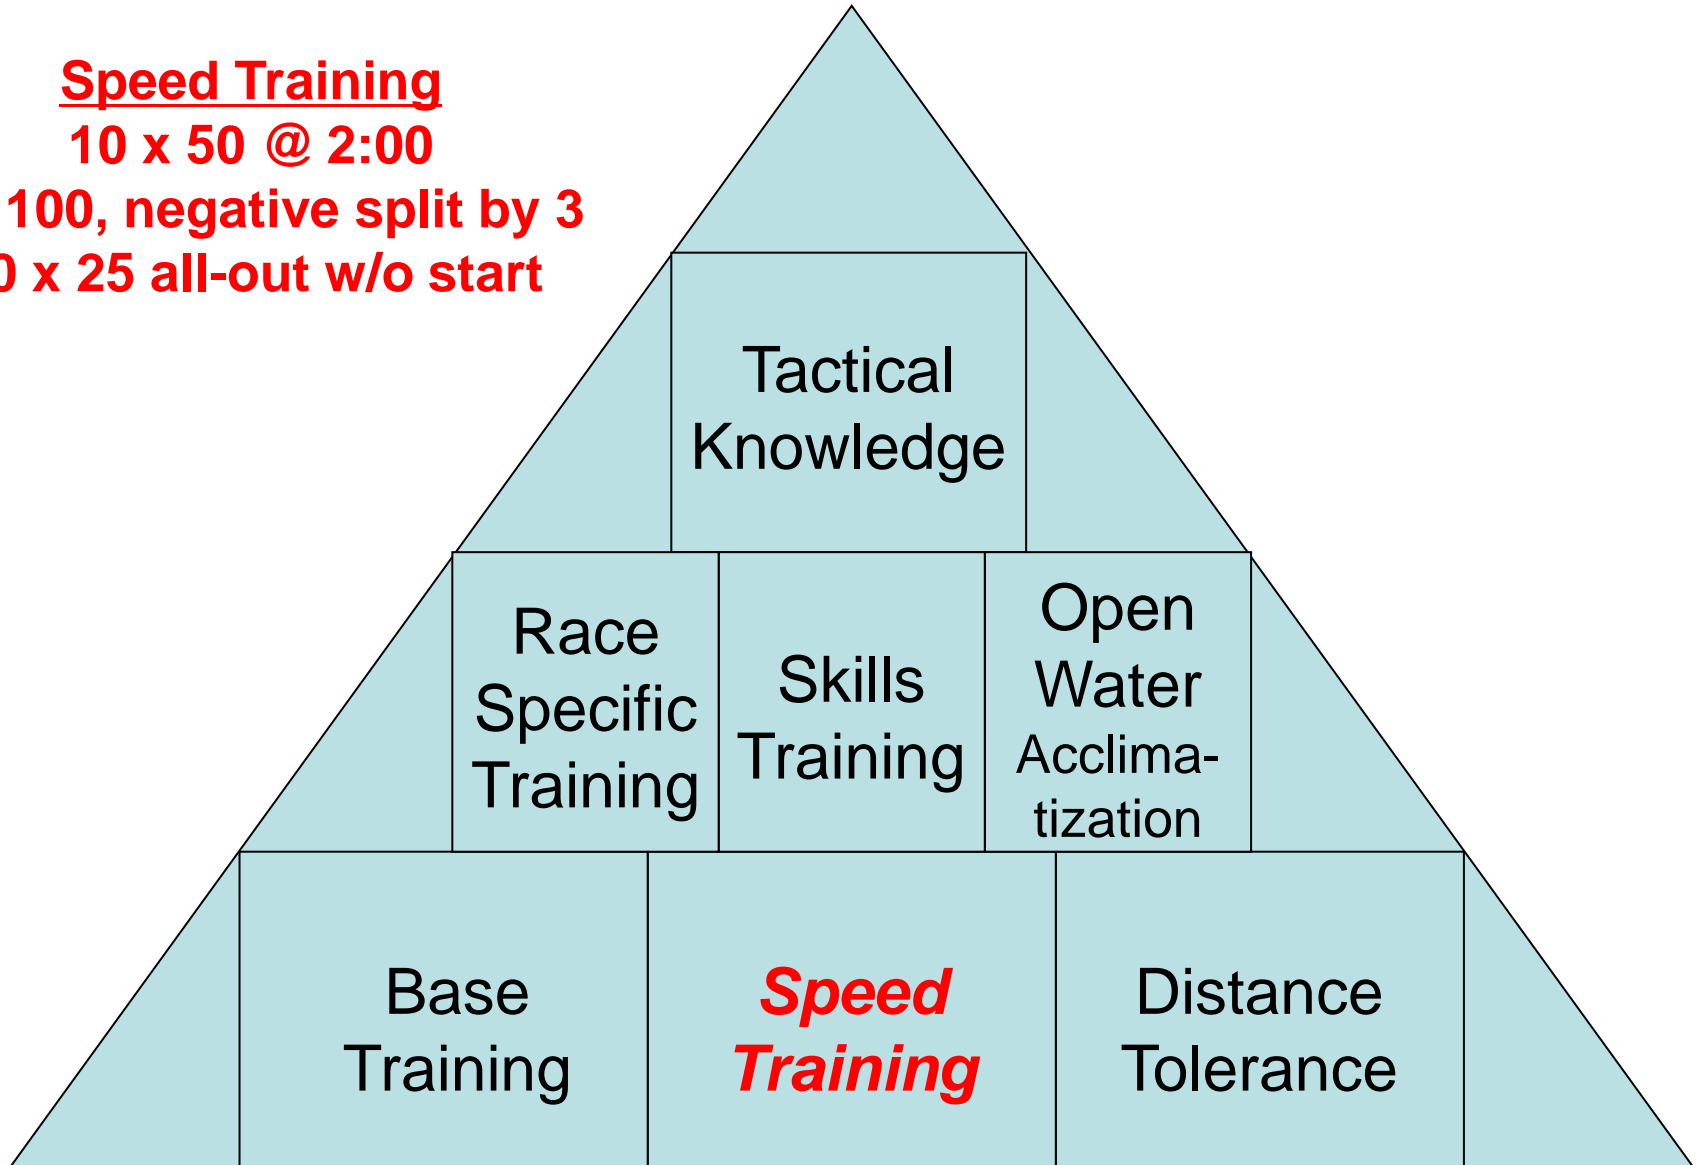 Speed Training
10 x 50 @ 2:00
100, negative split by 3
0 x 25 all-out w/o start
Tactical
Knowledge
Race
Specific
Training
Skills
Training
Open
Water
Acclima-
tization
Base
Training
Speed
Training
Distance
Tolerance